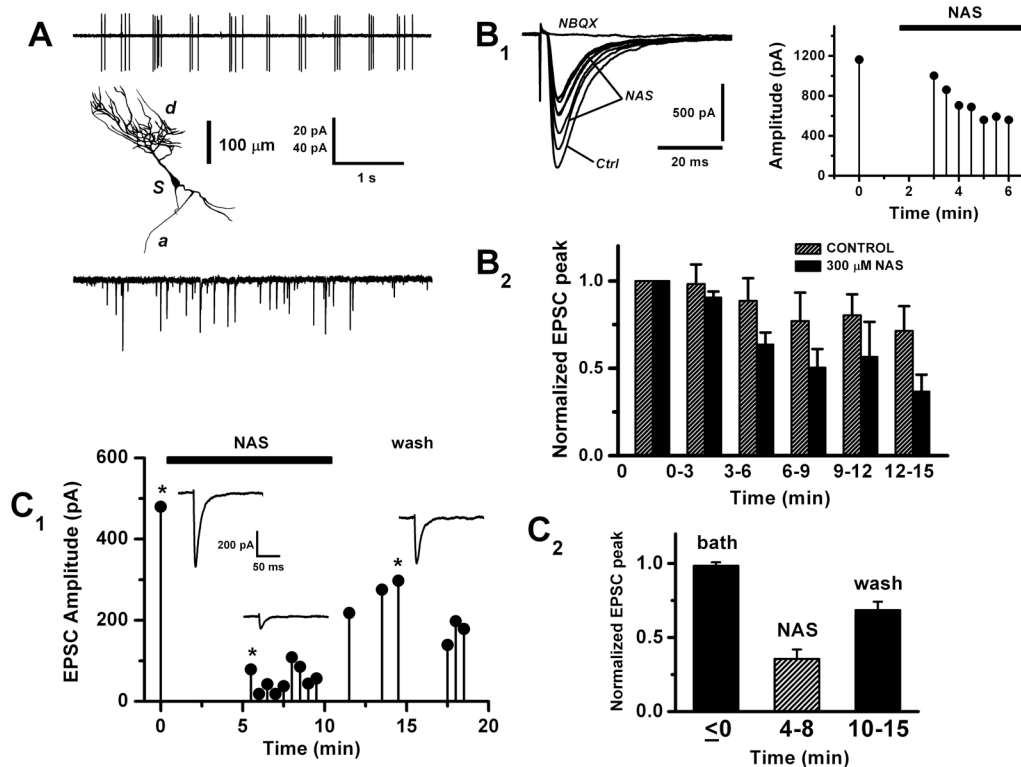 A
d
100 μm
20 pA
40 pA
1 s
S
a
B1
NBQX
NAS
Ctrl
500 pA
20 ms
NAS
Amplitude (pA)
1200
900
600
300
0
0 2 4 6
Time (min)
B2
CONTROL
300 μM NAS
Normalized EPSC peak
1.0
0.5
0.0
0 0-3 3-6 6-9 9-12 12-15
Time (min)
C1
NAS
wash
EPSC Amplitude (pA)
600
400
200
0
*
200 pA
50 ms
*
*
0 5 10 15 20
Time (min)
C2
Normalized EPSC peak
1.0
0.5
0.0
bath
NAS
wash
≤0 4-8 10-15
Time (min)